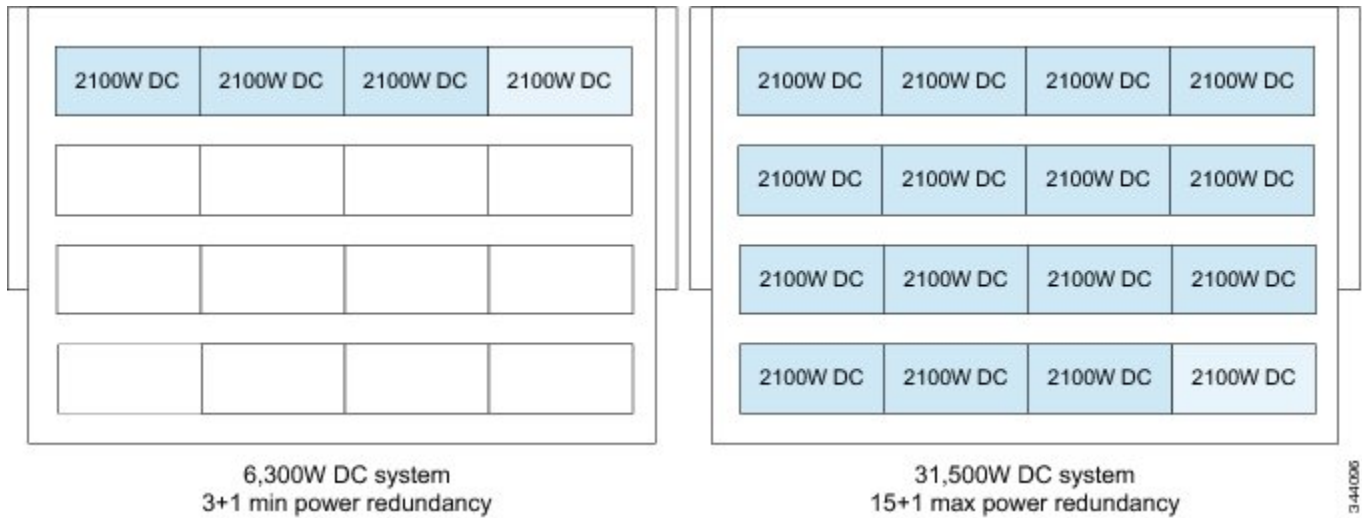 2100W DC 2100W DC 2100W DC 2100W DC
6,300W DC system
3+1 min power redundancy
2100W DC 2100W DC 2100W DC 2100W DC
2100W DC 2100W DC 2100W DC 2100W DC
2100W DC 2100W DC 2100W DC 2100W DC
2100W DC 2100W DC 2100W DC 2100W DC
31,500W DC system
15+1 max power redundancy
344096